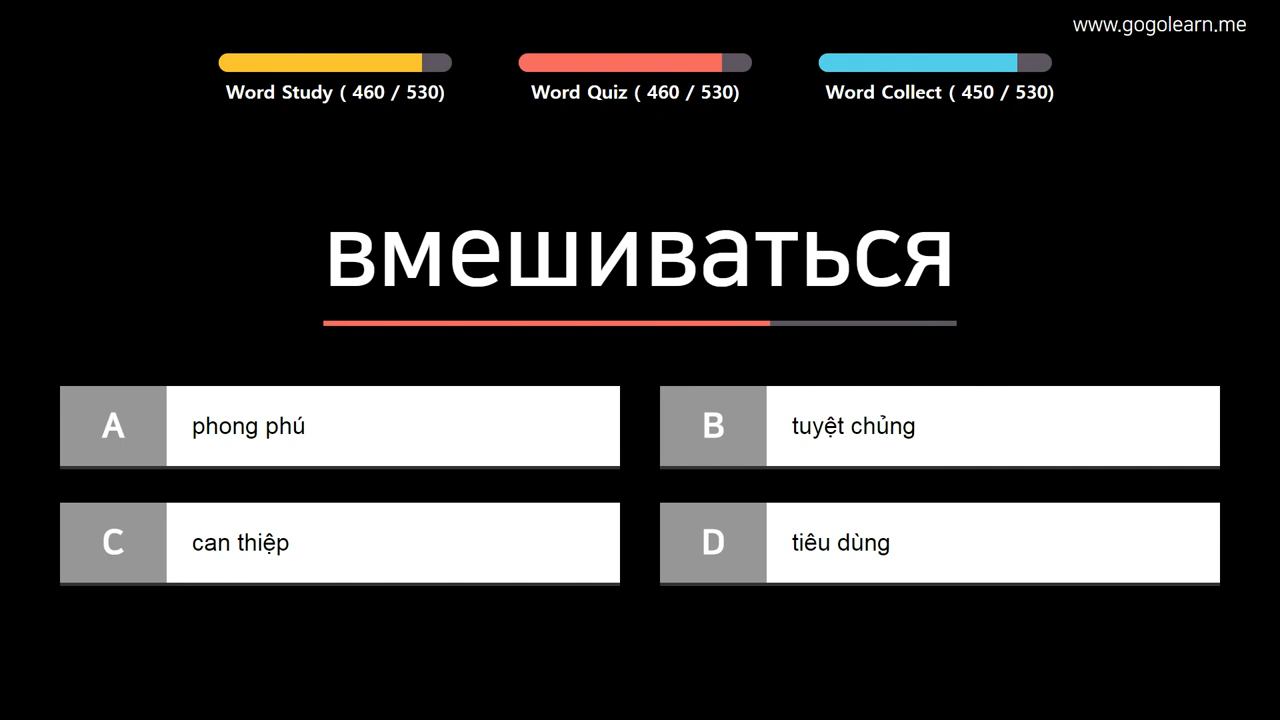 www.gogolearn.me
Word Study ( 460 / 530)
Word Quiz ( 460 / 530)
Word Collect ( 450 / 530)
вмешиваться
A phong phú
B tuyệt chủng
C can thiệp
D tiêu dùng